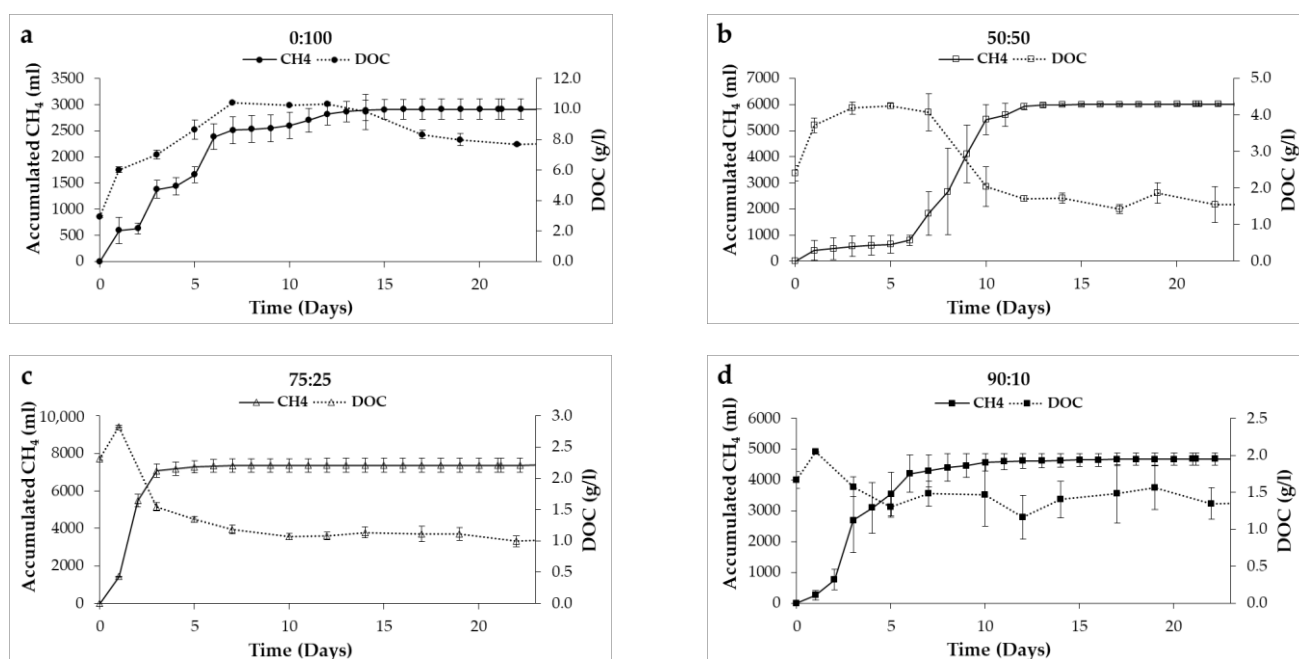 a
0:100
CH4 DOC
3500
3000
2500
2000
1500
1000
500
0
Accumulated CH4 (ml)
12.0
10.0
8.0
6.0
4.0
2.0
0.0
DOC (g/l)
0 5 10 15 20
Time (Days)
b
50:50
CH4 DOC
7000
6000
5000
4000
3000
2000
1000
0
Accumulated CH4 (ml)
5.0
4.0
3.0
2.0
1.0
0.0
DOC (g/l)
0 5 10 15 20
Time (Days)
c
75:25
CH4 DOC
10,000
8000
6000
4000
2000
0
Accumulated CH4 (ml)
3.0
2.5
2.0
1.5
1.0
0.5
0.0
DOC (g/l)
0 5 10 15 20
Time (Days)
d
90:10
CH4 DOC
6000
5000
4000
3000
2000
1000
0
Accumulated CH4 (ml)
2.5
2.0
1.5
1.0
0.5
0.0
DOC (g/l)
0 5 10 15 20
Time (Days)